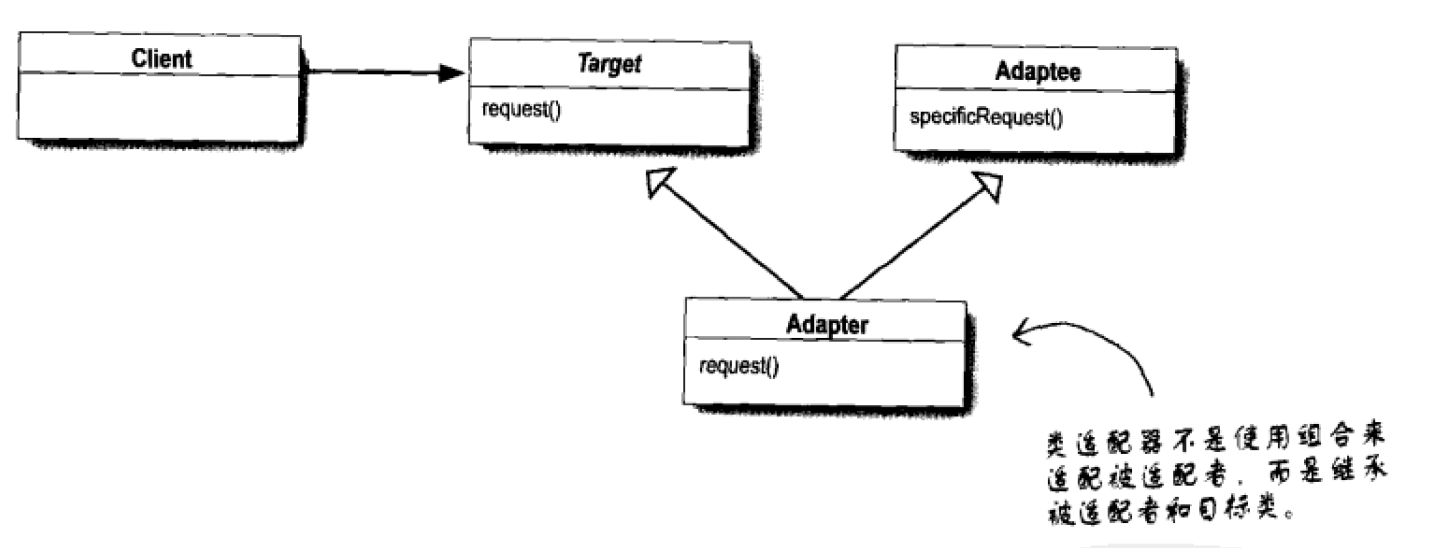 Client
Target
request()
Adaptee
specificRequest()
Adapter
request()
类适配器不是使用组合来
适配被适配者，而是继承
被适配者和目标类。